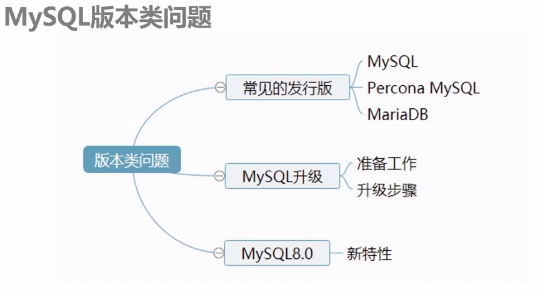 MySQL版本类问题
版本类问题
常见的发行版
MySQL
Percona MySQL
MariaDB
MySQL升级
准备工作
升级步骤
MySQL8.0
新特性